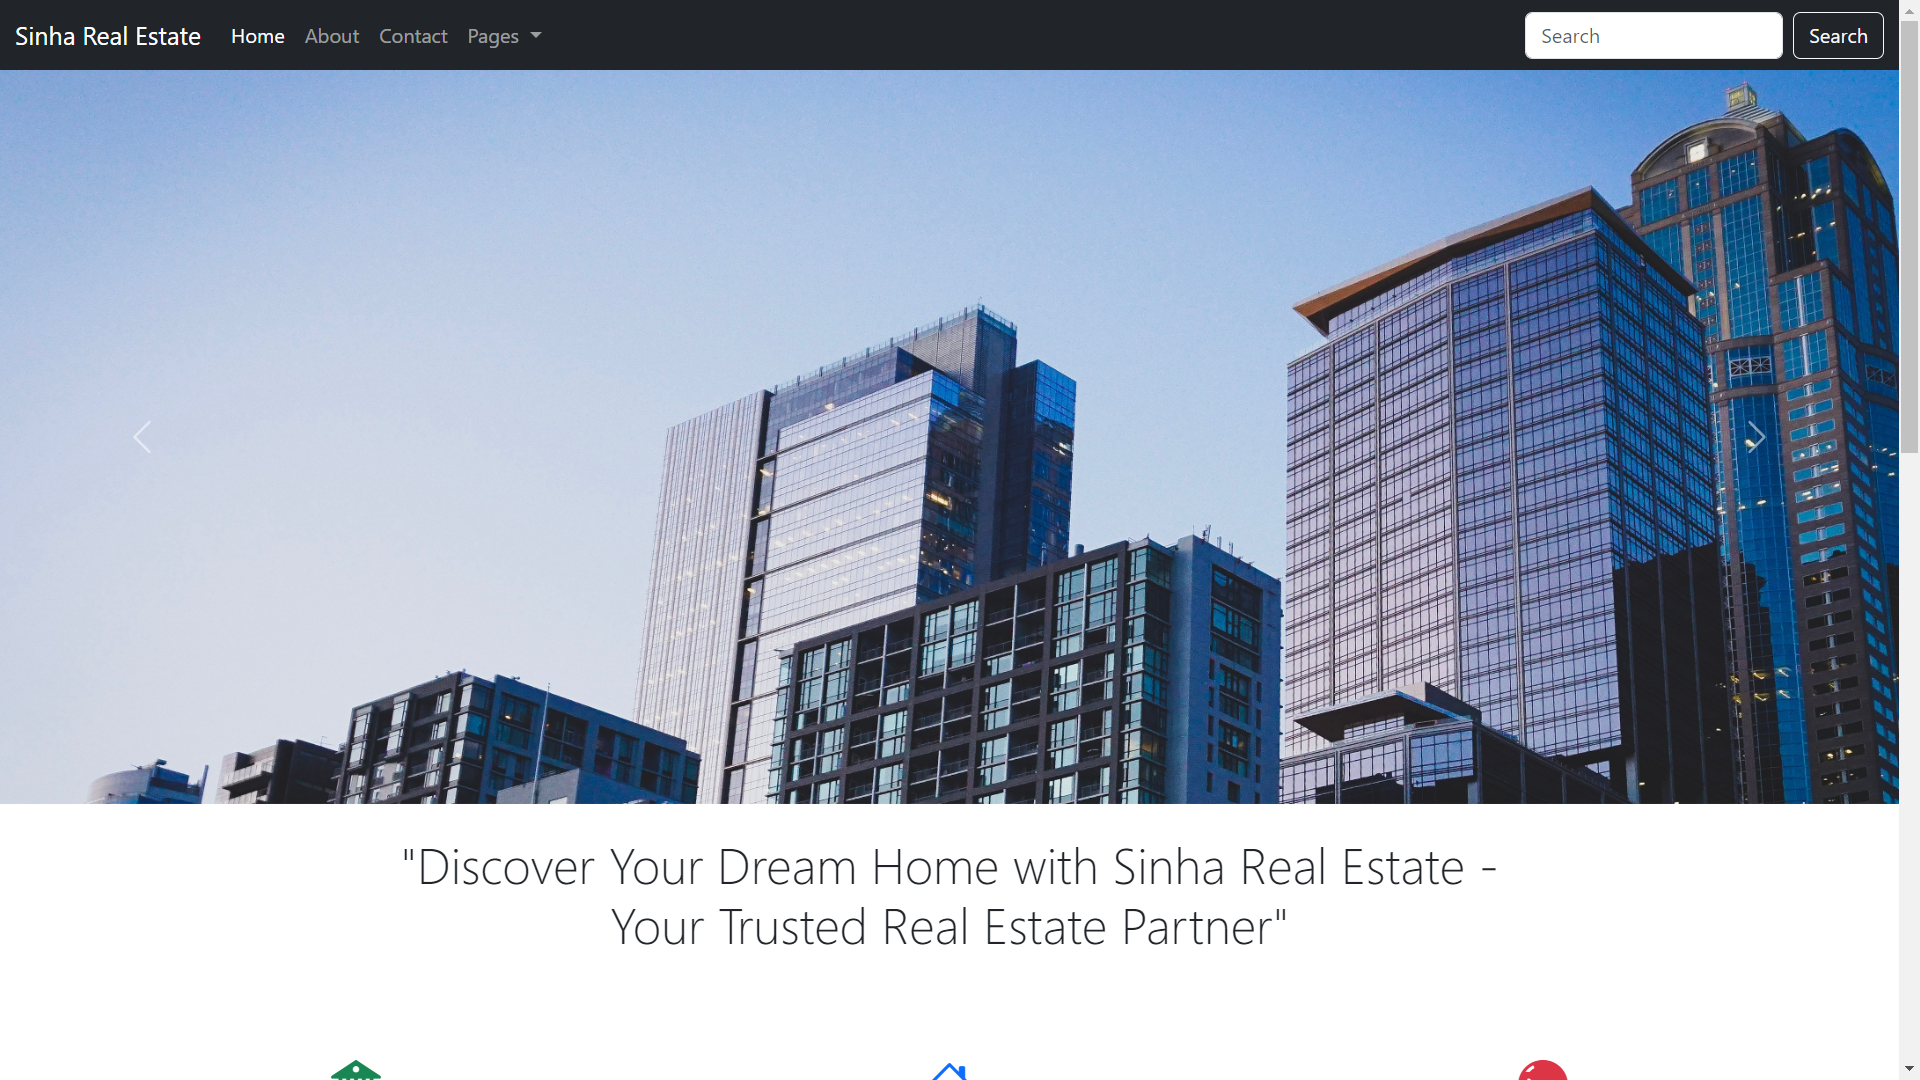 Sinha Real Estate Home About Contact Pages Search Search
"Discover Your Dream Home with Sinha Real Estate -
Your Trusted Real Estate Partner"